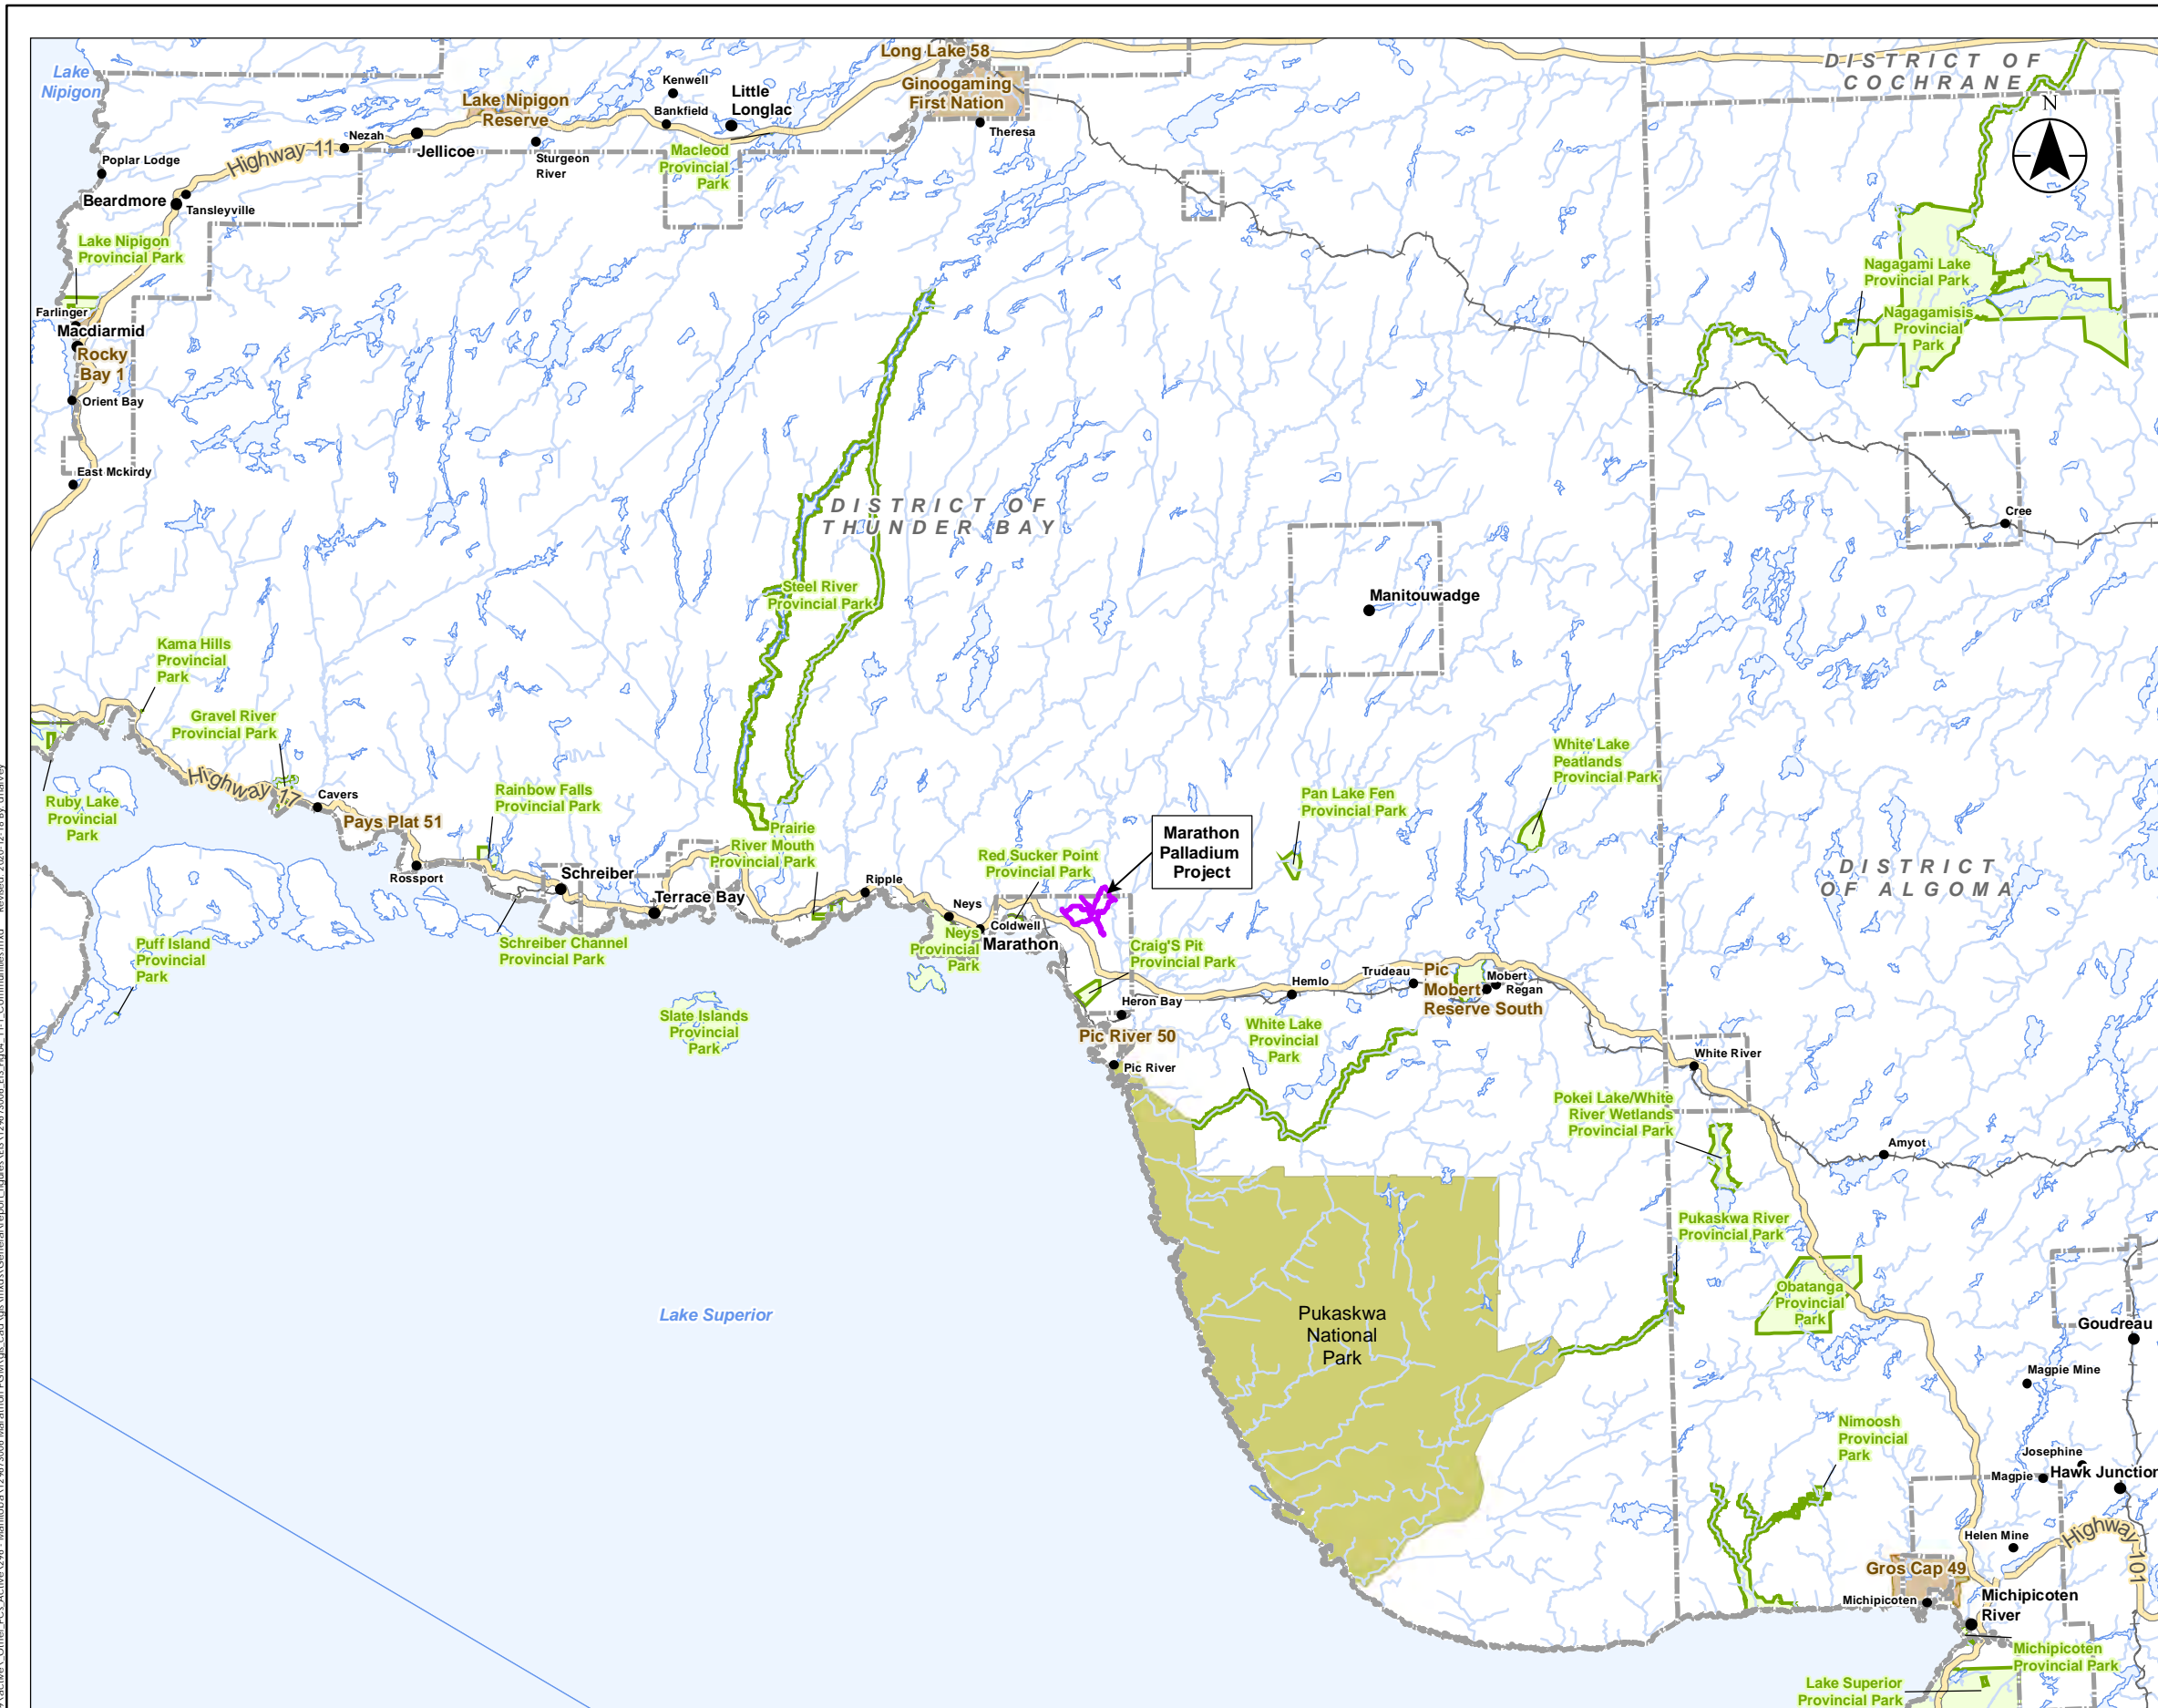 Long Lake 58
DISTRICT OF
COCHRANE
Lake
Nipigon
Kenwell
Ginoogaming
First Nation
Little
Longlac
Lake Nipigon
Reserve
N
Bankfield
Theresa
Nezah
Highway 11
Jellicoe
Sturgeon
River
Macleod
Provincial
Park
Poplar Lodge
Beardmore
Tansleyville
Lake Nipigon
Provincial Park
Nagagami Lake
Provincial Park
Farlinger
Nagagamisis
Provincial
Park
Macdiarmid
Rocky
Bay 1
Orient Bay
East Mckirdy
DISTRICT OF
THUNDER BAY
Cree
Steel River
Provincial Park
Manitouwadge
Kama Hills
Provincial
Park
Gravel River
Provincial Park
White Lake
Peatlands
Provincial Park
Highway 17
Cavers
Rainbow Falls
Provincial Park
Pan Lake Fen
Provincial Park
Ruby Lake
Provincial
Park
Pays Plat 51
Prairie
River Mouth
Provincial Park
Marathon
Palladium
Project
Red Sucker Point
Provincial Park
DISTRICT
OF ALGOMA
Rossport
Schreiber
Ripple
Terrace Bay
Neys
Coldwell
Neys
Provincial
Park
Marathon
Puff Island
Provincial
Park
Schreiber Channel
Provincial Park
Craig'S Pit
Provincial Park
Trudeau
Pic
Mobert
Reserve South
Mobert
Regan
Hemlo
Heron Bay
Slate Islands
Provincial
Park
White Lake
Provincial
Park
Pic River 50
Pic River
White River
Pokei Lake/White
River Wetlands
Provincial Park
Amyot
Pukaskwa River
Provincial Park
Obatanga
Provincial
Park
Lake Superior
Pukaskwa
National
Park
Goudreau
Magpie Mine
Nimoosh
Provincial
Park
Josephine
Magpie
Hawk Junction
Helen Mine
Highway 101
Gros Cap 49
Michipicoten
Michipicoten
River
Michipicoten
Provincial Park
Lake Superior
Provincial Park